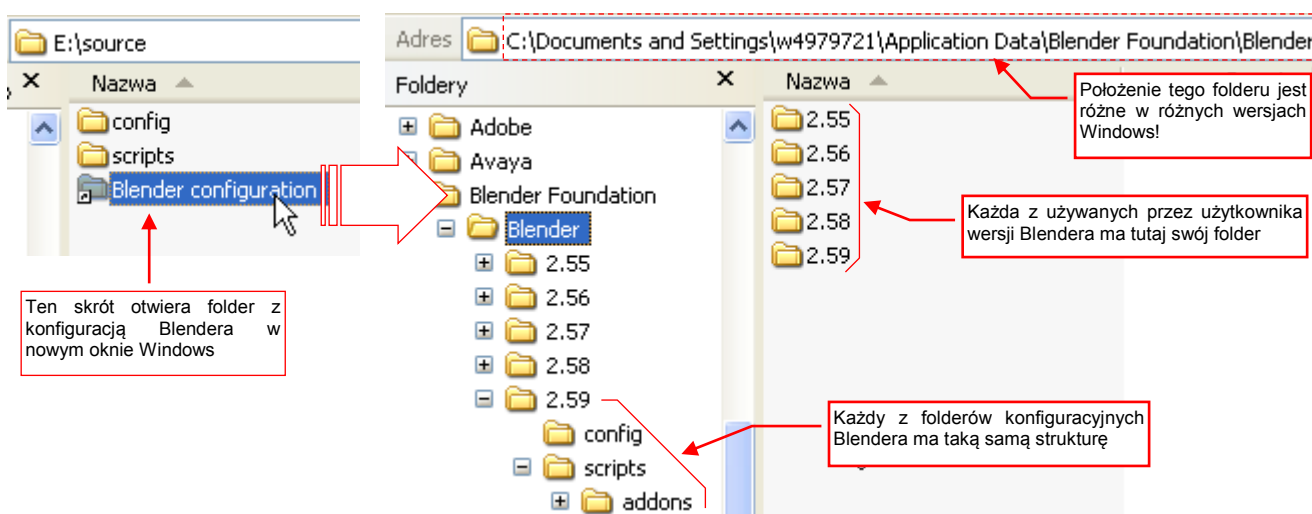 E:\source
Nazwa
config
scripts
Blender configuration
Ten skrót otwiera folder z
konfiguracją Blendera w
nowym oknie Windows
Adres C:\Documents and Settings\w4979721\Application Data\Blender Foundation\Blender
Foldery
Adobe
Avaya
Blender Foundation
Blender
2.55
2.56
2.57
2.58
2.59
config
scripts
addons
Nazwa
2.55
2.56
2.57
2.58
2.59
Położenie tego folderu jest
różne w różnych wersjach
Windows!
Każda z używanych przez użytkownika
wersji Blendera ma tutaj swój folder
Każdy z folderów konfiguracyjnych
Blendera ma taką samą strukturę